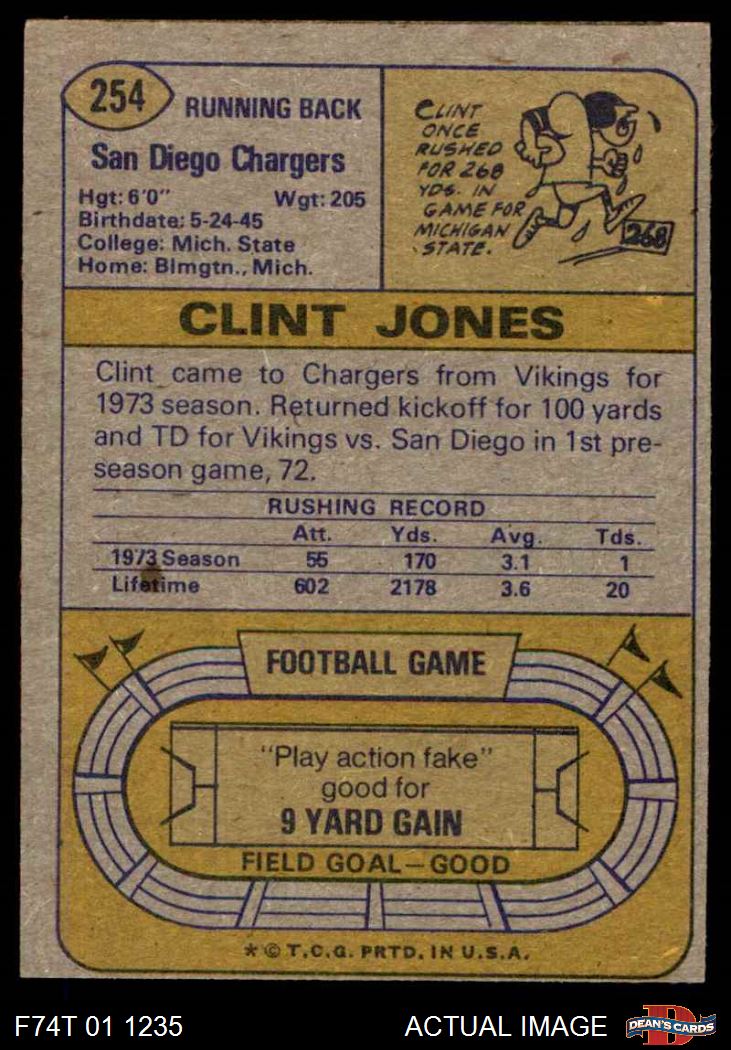 254
RUNNING BACK
San Diego Chargers
Hgt: 6'0" Wgt: 205
Birthdate: 5-24-45
College: Mich. State
Home: Blmgtn., Mich.
CLINT
ONCE
RUSHED
FOR 268
YDS. IN
GAME FOR
MICHIGAN
STATE.
268
CLINT JONES
Clint came to Chargers from Vikings for
1973 season. Returned kickoff for 100 yards
and TD for Vikings vs. San Diego in 1st pre-
season game, 72.
RUSHING RECORD
Att. Yds. Avg. Tds.
1973 Season 55 170 3.1 1
Lifetime 602 2178 3.6 20
FOOTBALL GAME
"Play action fake"
good for
9 YARD GAIN
FIELD GOAL—GOOD
* © T.C.G. PRTD. IN U.S.A.
F74T 01 1235 ACTUAL IMAGE
D
DEAN'S CARDS